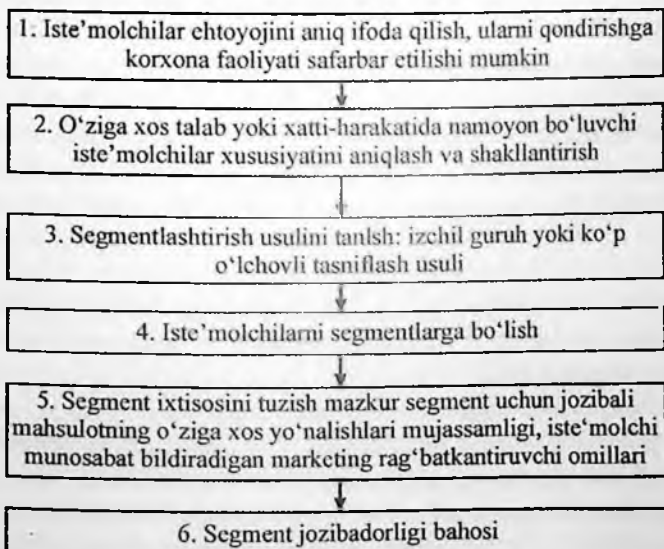 1. Iste’molchilar ehtoyojini aniq ifoda qilish, ularni qondirishga
korxona faoliyati safarbar etilishi mumkin
2. O‘ziga xos talab yoki xatti-harakatida namoyon bo‘luvchi
iste’molchilar xususiyatini aniqlash va shakllantirish
3. Segmentlashtirish usulini tanlsh: izchil guruh yoki ko‘p
o‘lchovli tasniflash usuli
4. Iste’molchilarni segmentlarga bo‘lish
5. Segment ixtisosini tuzish mazkur segment uchun jozibali
mahsulotning o‘ziga xos yo‘nalishlari mujassamligi, iste’molchi
munosabat bildiradigan marketing rag‘batkantiruvchi omillari
6. Segment jozibadorligi bahosi